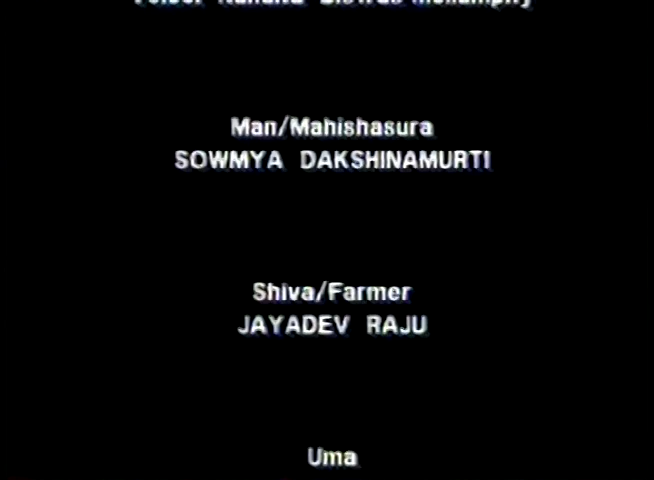 Man/Mahishasura
SOWMYA DAKSHINAMURTI
Shiva/Farmer
JAYADEV RAJU
Uma